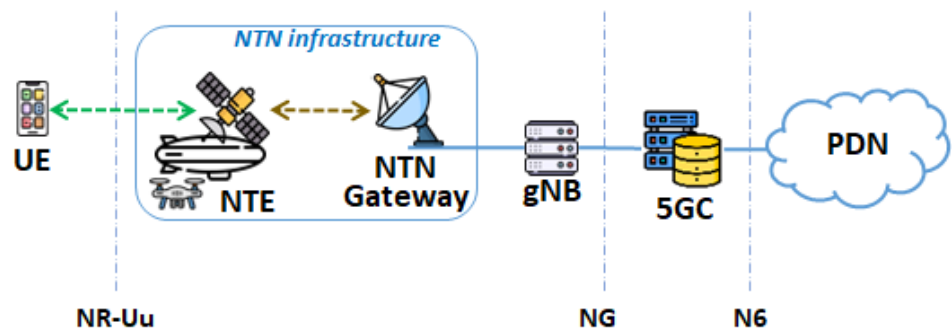 NTN infrastructure
UE
NTE
NTN
Gateway
gNB
5GC
PDN
NR-Uu
NG
N6